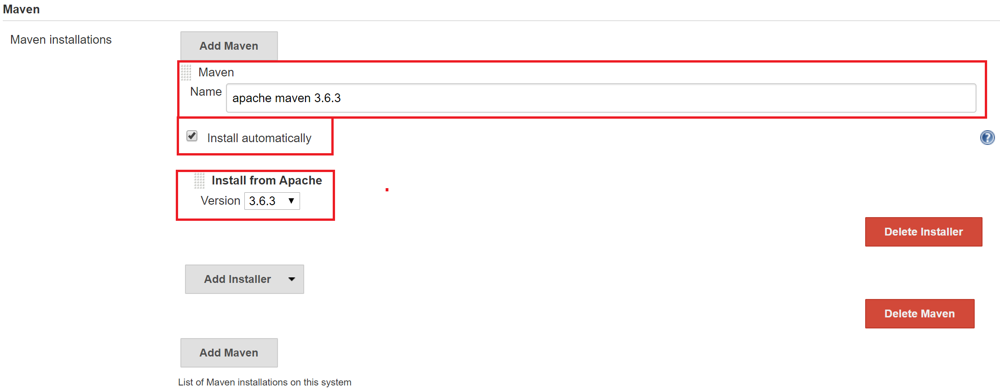 Maven
Maven installations
Add Maven
Maven
Name apache maven 3.6.3
Install automatically
?
Install from Apache
Version 3.6.3
Delete Installer
Add Installer
Delete Maven
Add Maven
List of Maven installations on this system